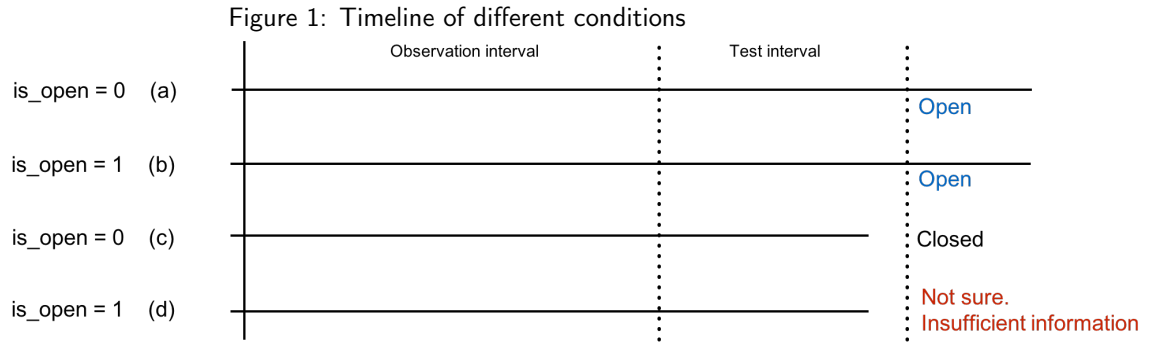 Figure 1: Timeline of different conditions
Observation interval
Test interval
is_open = 0 (a)
Open
is_open = 1 (b)
Open
is_open = 0 (c)
Closed
is_open = 1 (d)
Not sure.
Insufficient information